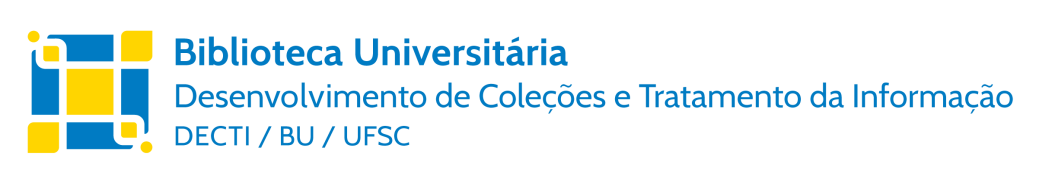 Biblioteca Universitária
Desenvolvimento de Coleções e Tratamento da Informação
DECTI / BU / UFSC